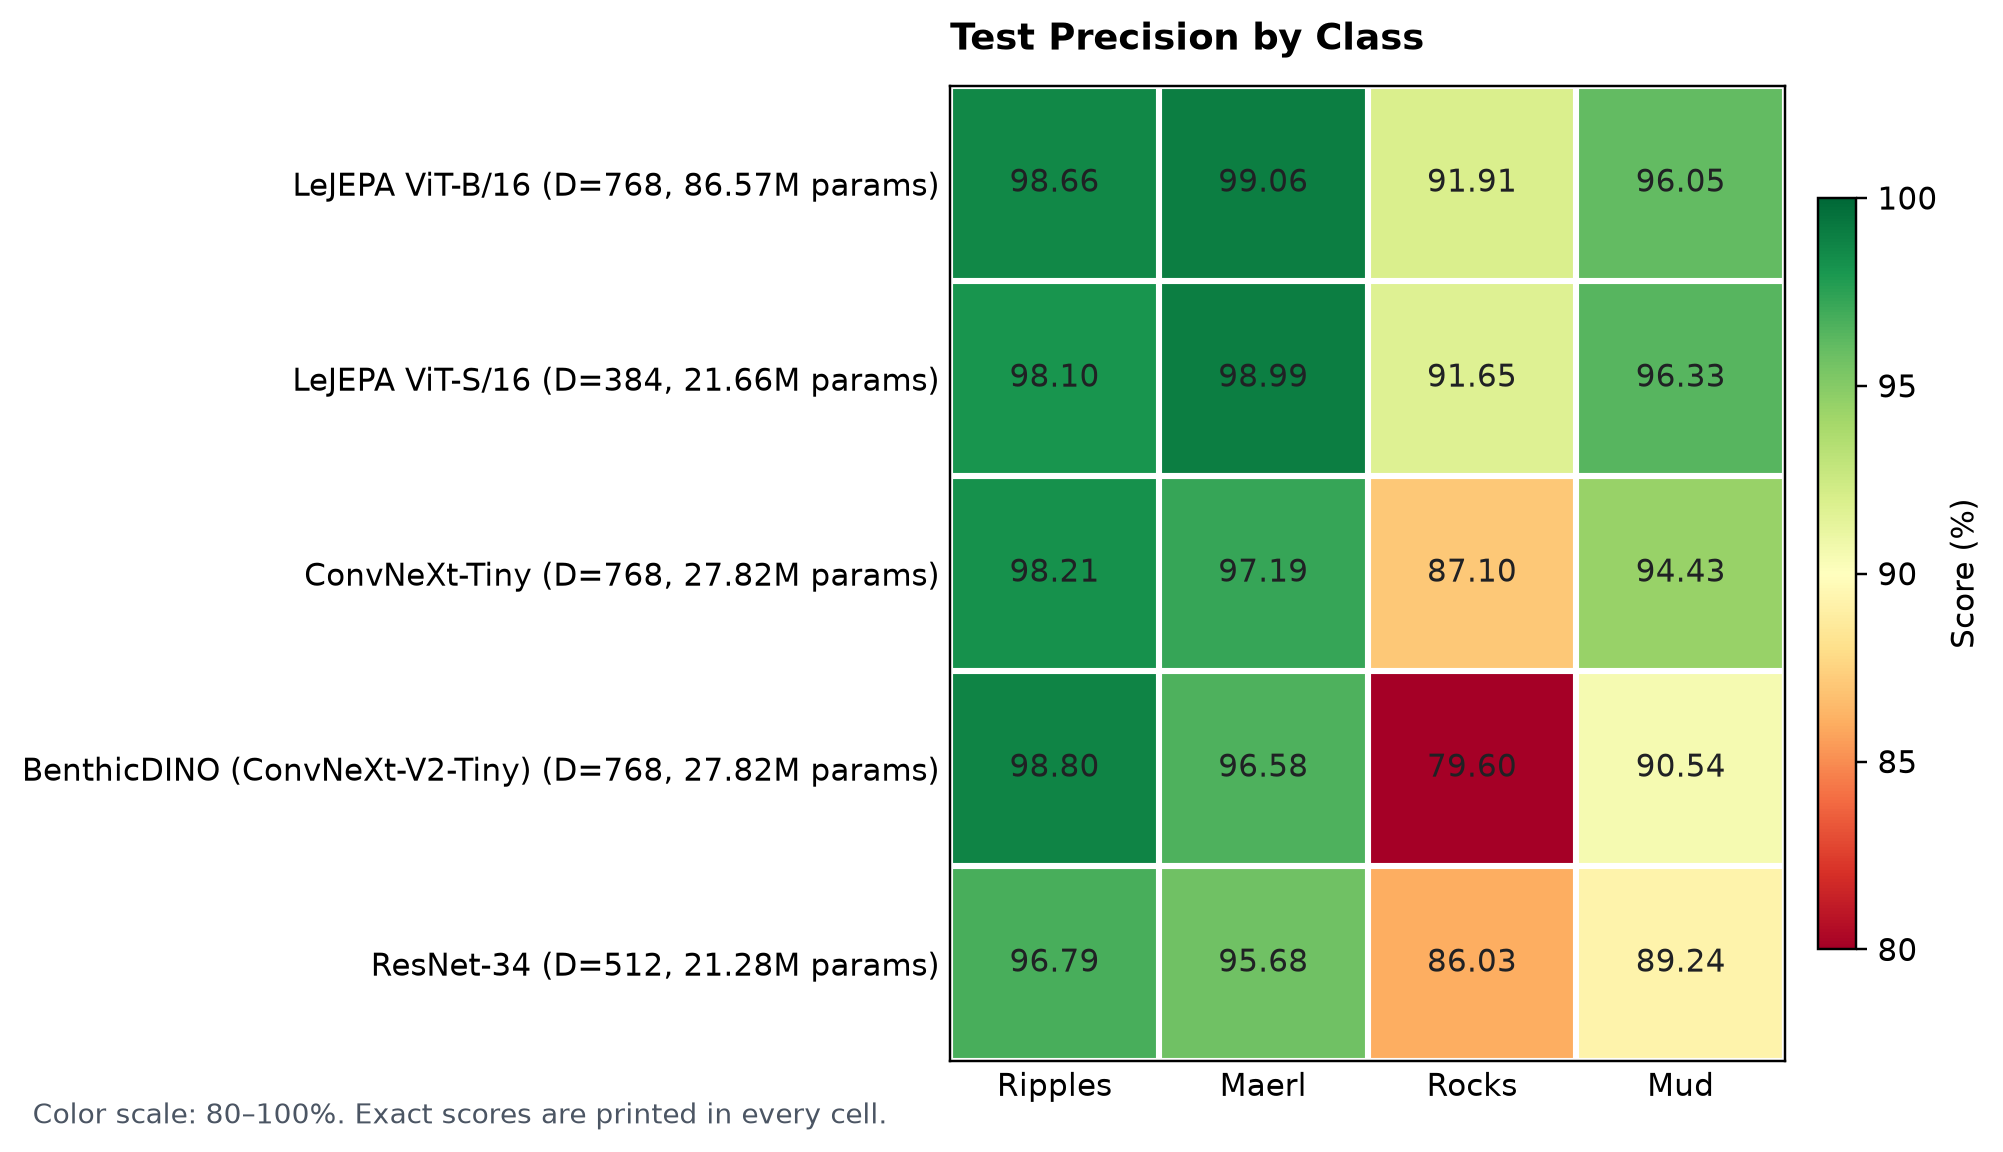 Test Precision by Class
LeJEPA ViT-B/16 (D=768, 86.57M params) 98.66 99.06 91.91 96.05
LeJEPA ViT-S/16 (D=384, 21.66M params) 98.10 98.99 91.65 96.33
ConvNeXt-Tiny (D=768, 27.82M params) 98.21 97.19 87.10 94.43
BenthicDINO (ConvNeXt-V2-Tiny) (D=768, 27.82M params) 98.80 96.58 79.60 90.54
ResNet-34 (D=512, 21.28M params) 96.79 95.68 86.03 89.24
Ripples Maerl Rocks Mud
100
95
90
85
80
Score (%)
Color scale: 80–100%. Exact scores are printed in every cell.